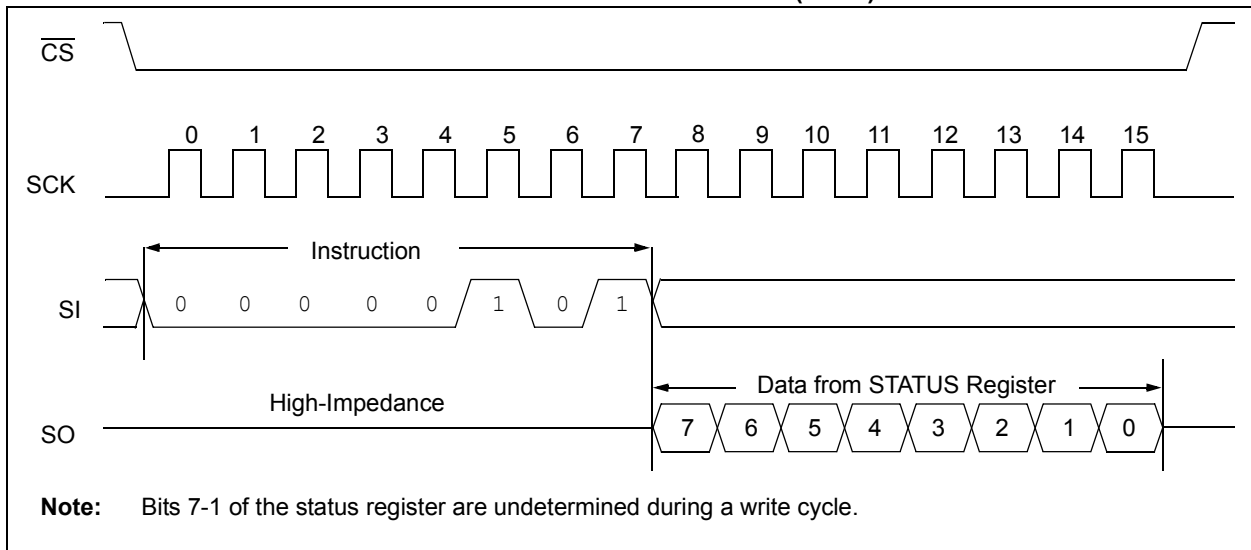 CS
0 1 2 3 4 5 6 7 8 9 10 11 12 13 14 15
SCK
Instruction
SI 0 0 0 0 0 1 0 1
Data from STATUS Register
High-Impedance
SO 7 6 5 4 3 2 1 0
Note: Bits 7-1 of the status register are undetermined during a write cycle.